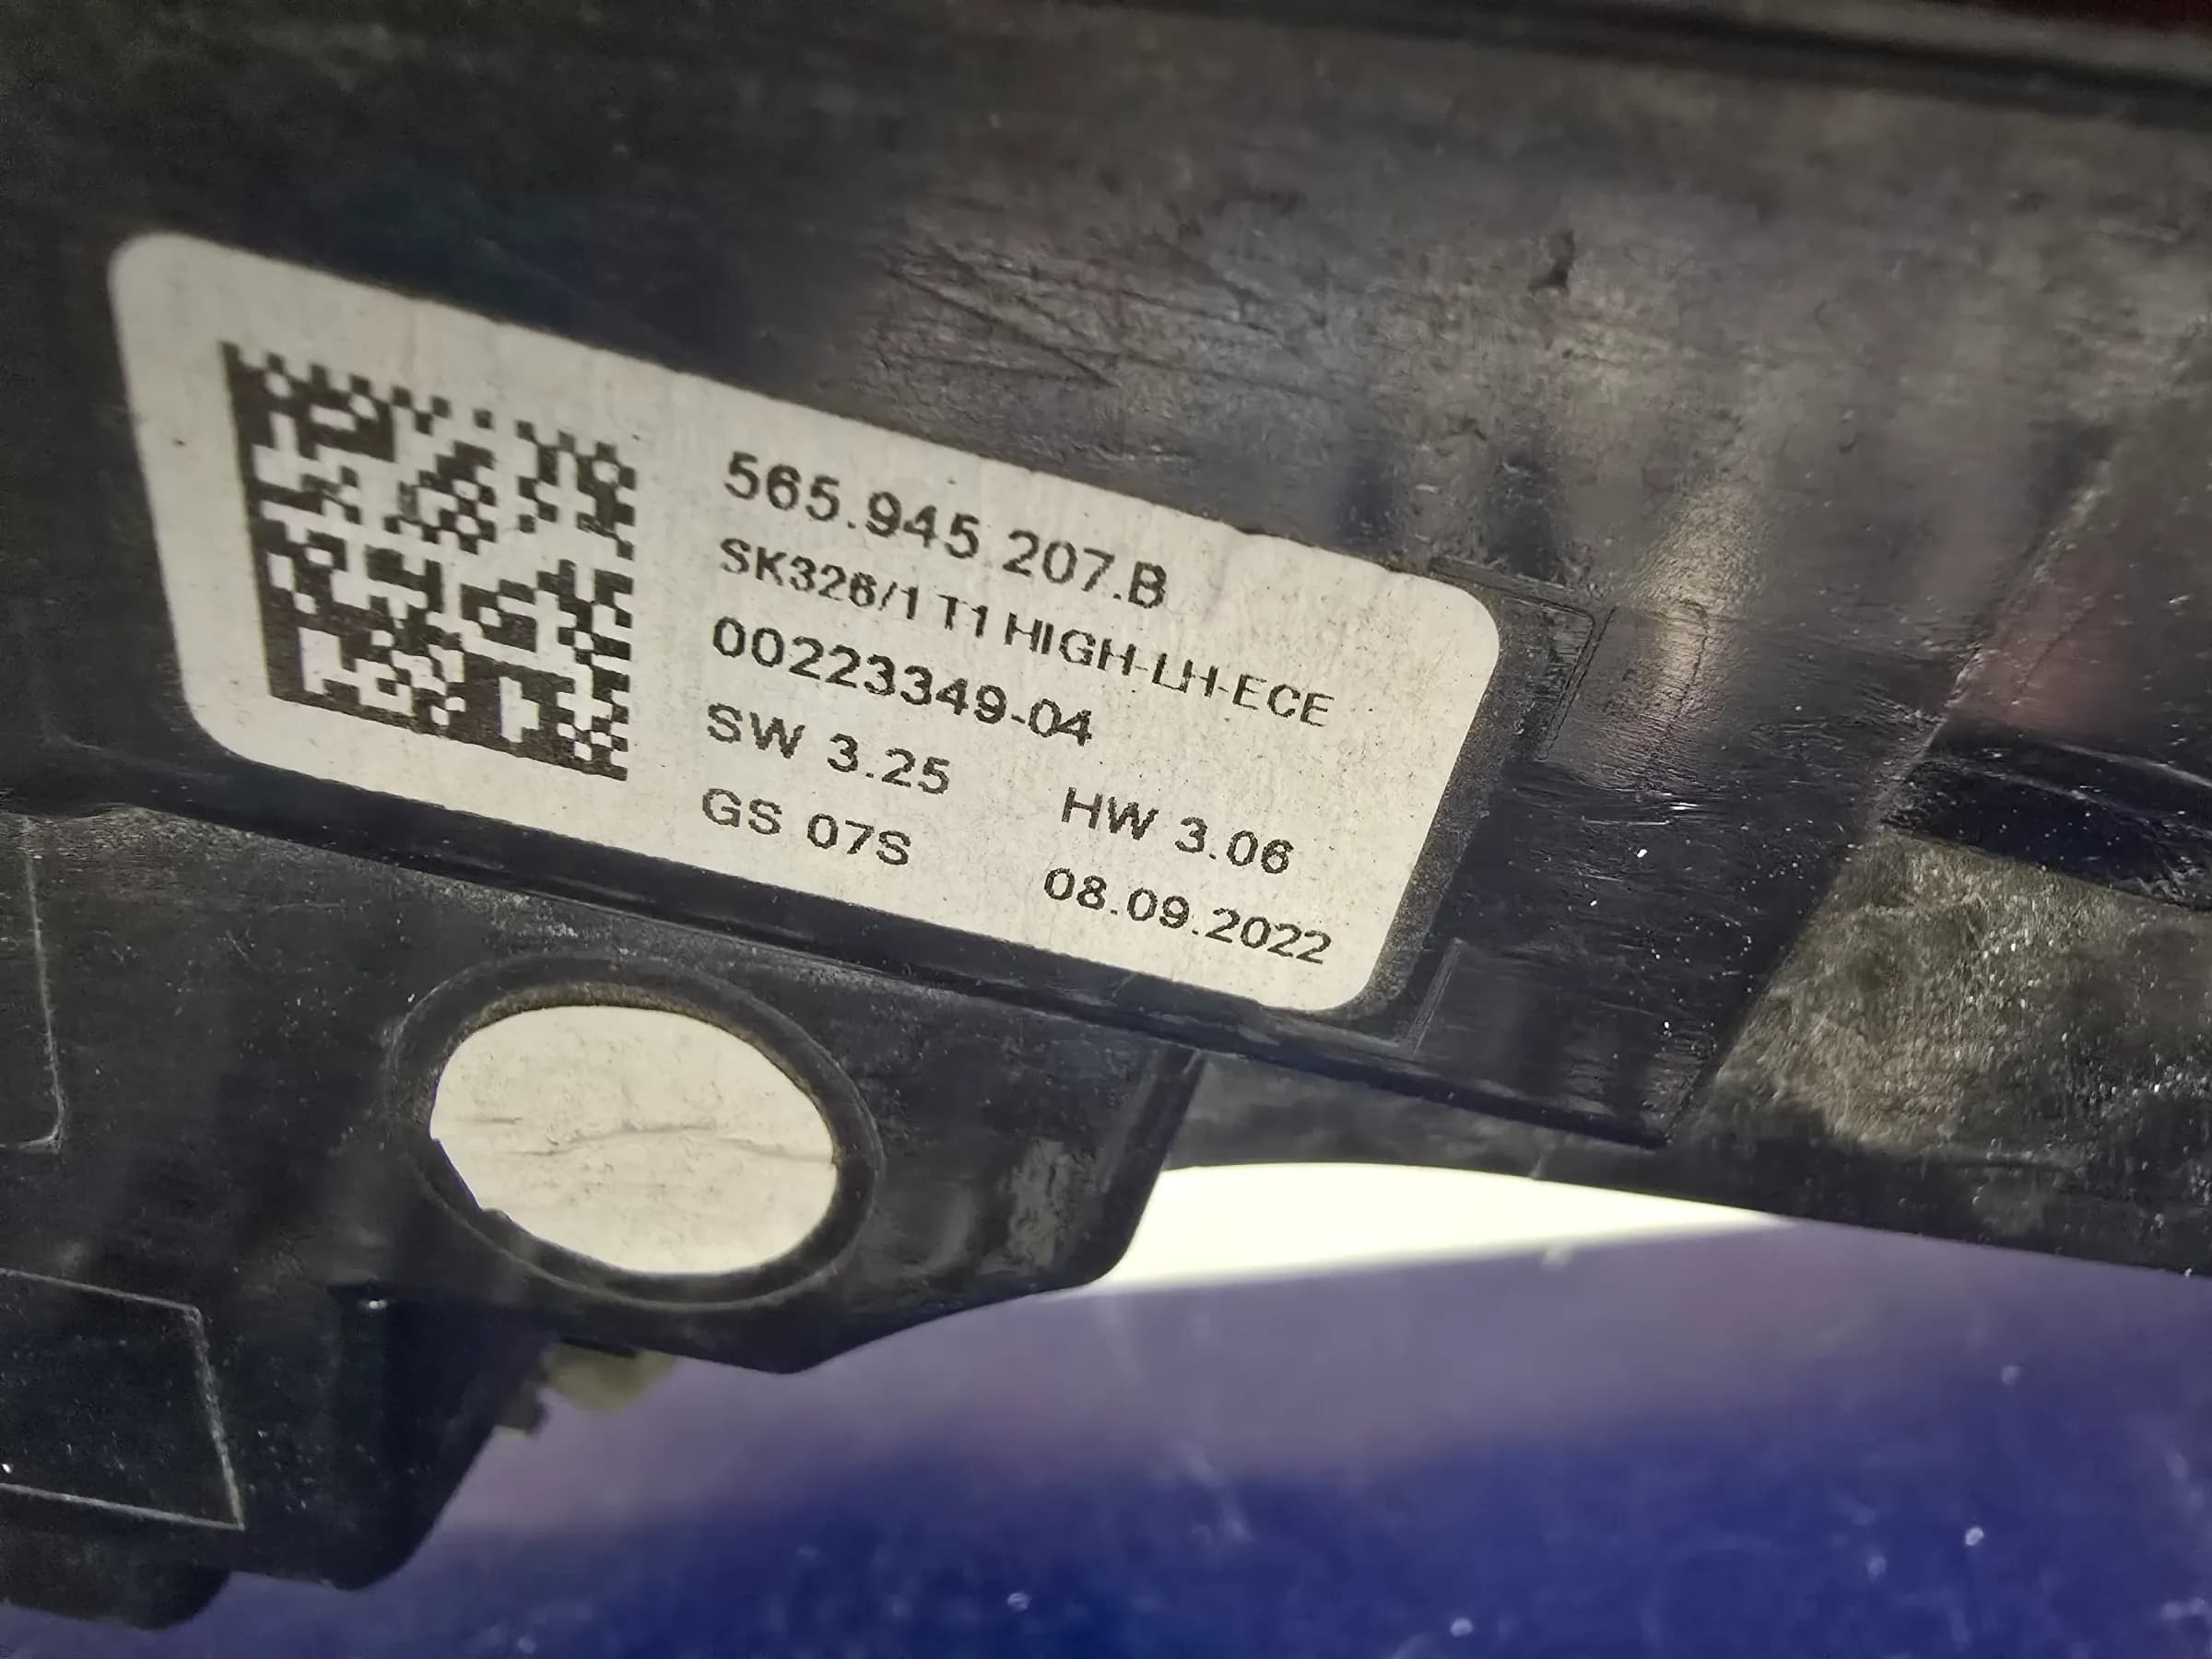 565.945.207.B
SK326/1 T1 HIGH-LH-ECE
00223349-04
SW 3.25 HW 3.06
GS 07S 08.09.2022